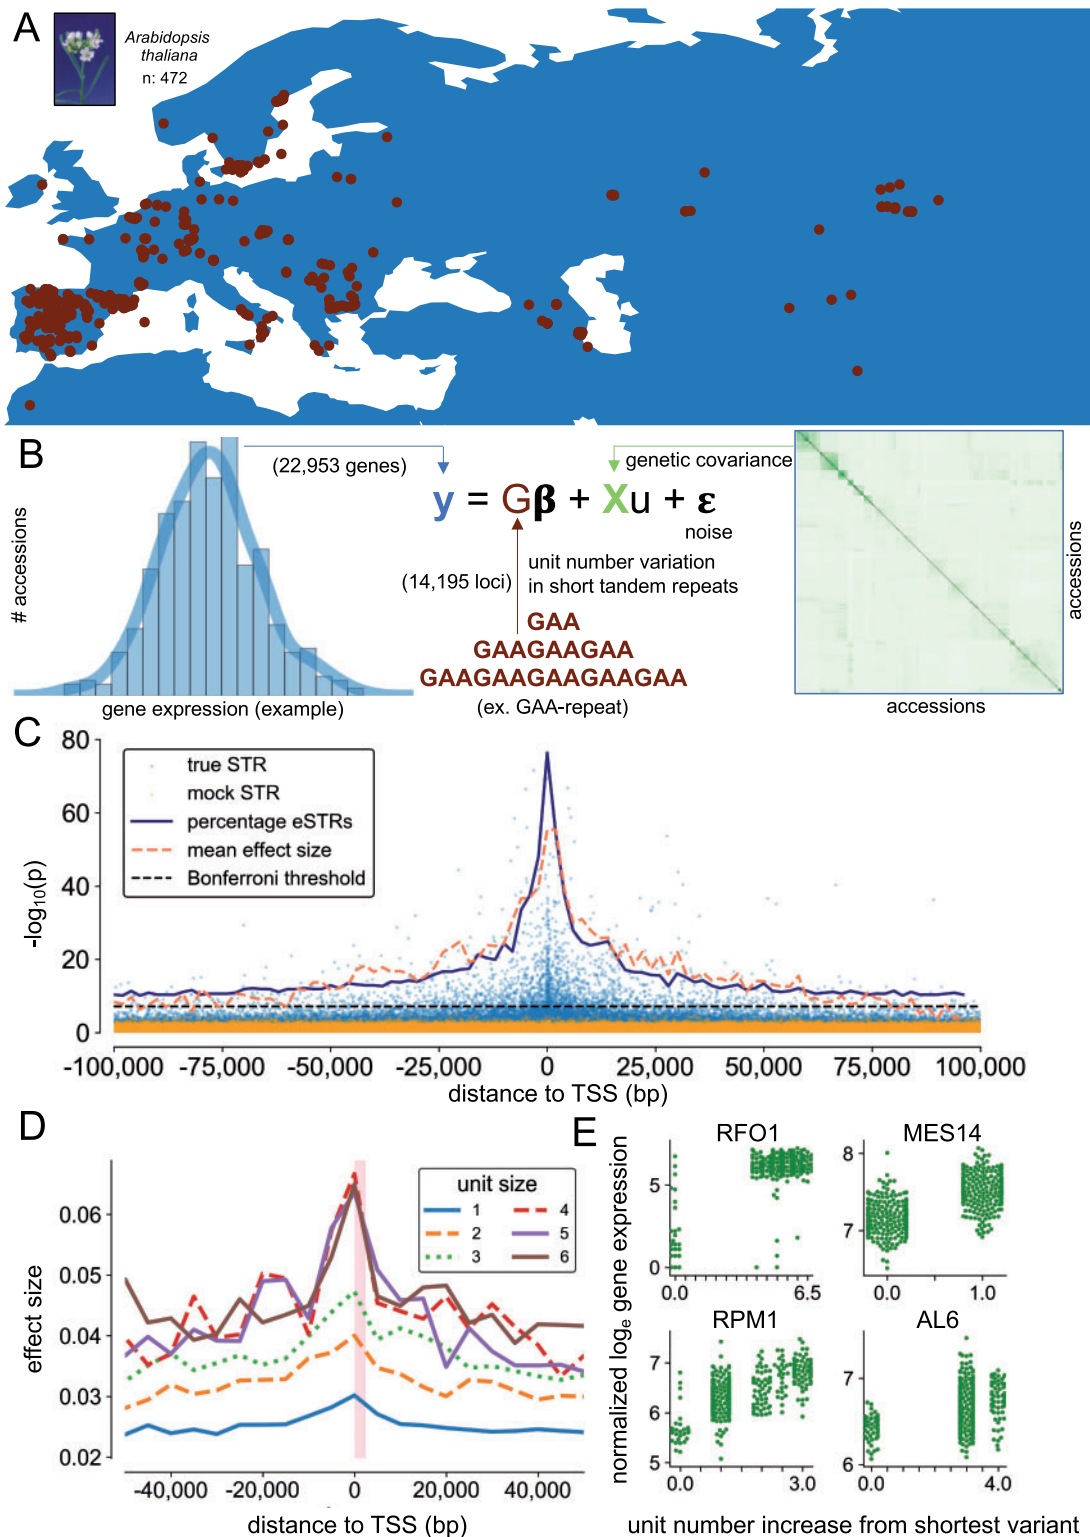 A
Arabidopsis
thaliana
n: 472
B
# accessions
gene expression (example)
(22,953 genes)
y = Gβ + Xu + ε
genetic covariance
noise
(14,195 loci)
unit number variation
in short tandem repeats
GAA
GAAGAAGAA
GAAGAAGAAGAAGAA
(ex. GAA-repeat)
accessions
accessions
C
-log10(p)
80
60
40
20
0
true STR
mock STR
percentage eSTRs
mean effect size
Bonferroni threshold
-100,000 -75,000 -50,000 -25,000 0 25,000 50,000 75,000 100,000
distance to TSS (bp)
D
effect size
0.06
0.05
0.04
0.03
0.02
unit size
1 4
2 5
3 6
-40,000 -20,000 0 20,000 40,000
distance to TSS (bp)
E
normalized loge gene expression
RFO1
5
0
0.0 6.5
MES14
8
7
0.0 1.0
RPM1
7
6
5
0.0 3.0
AL6
7
6
0.0 4.0
unit number increase from shortest variant